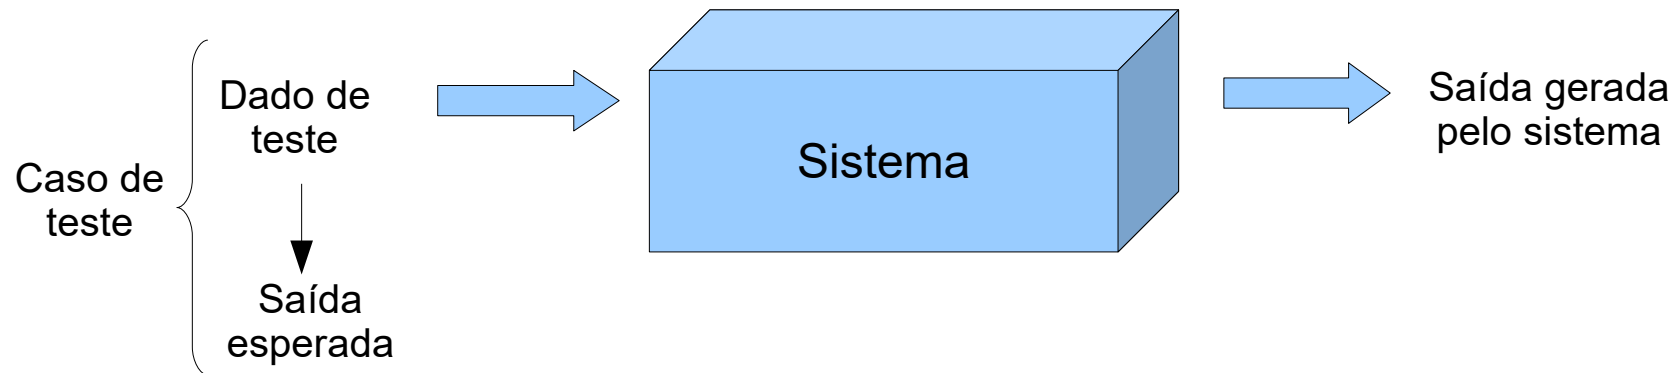 Caso de
teste
Dado de
teste
Saída
esperada
Sistema
Saída gerada
pelo sistema